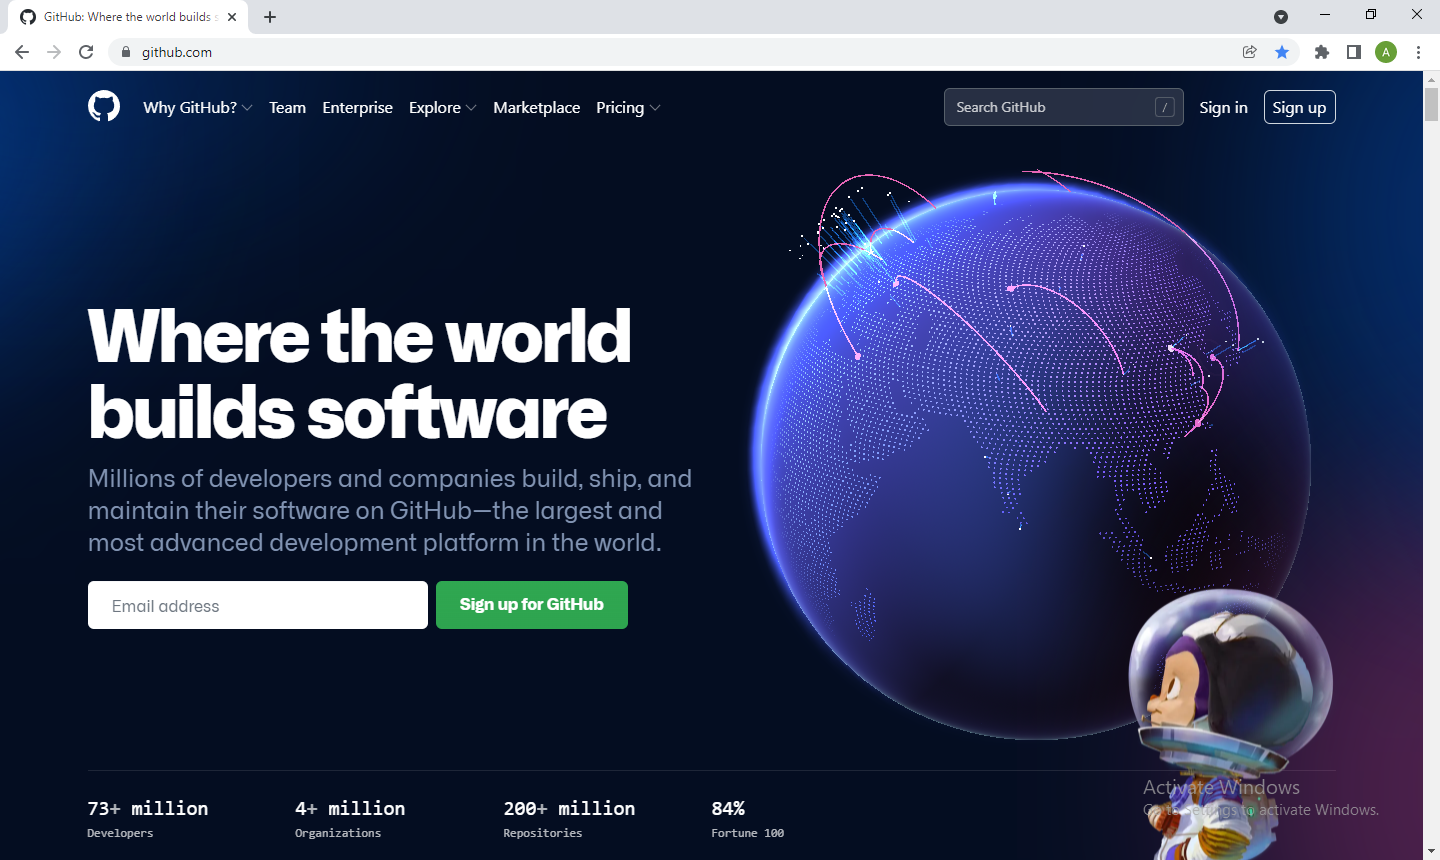 GitHub: Where the world builds s
github.com
A
Why GitHub? Team Enterprise Explore Marketplace Pricing
Search GitHub /
Sign in
Sign up
Where the world
builds software
Millions of developers and companies build, ship, and
maintain their software on GitHub—the largest and
most advanced development platform in the world.
Email address
Sign up for GitHub
73+ million
Developers
4+ million
Organizations
200+ million
Repositories
84%
Fortune 100
Activate Windows
Go to Settings to activate Windows.